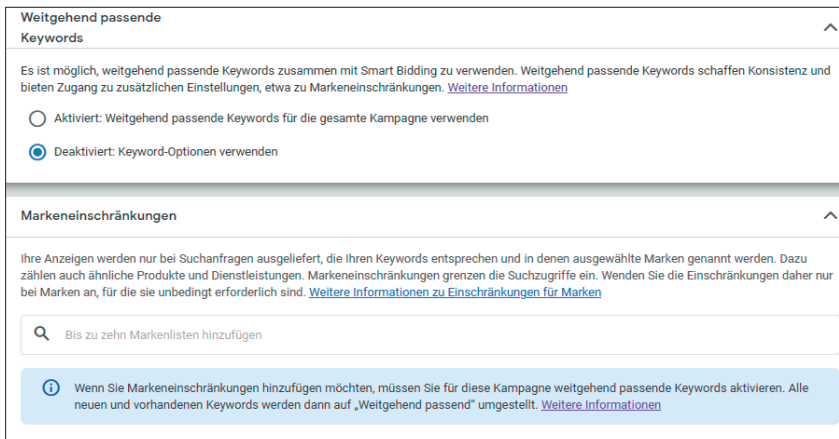 Weitgehend passende
Keywords
Es ist möglich, weitgehend passende Keywords zusammen mit Smart Bidding zu verwenden. Weitgehend passende Keywords schaffen Konsistenz und
bieten Zugang zu zusätzlichen Einstellungen, etwa zu Markeneinschränkungen. Weitere Informationen
Aktiviert: Weitgehend passende Keywords für die gesamte Kampagne verwenden
Deaktiviert: Keyword-Optionen verwenden
Markeneinschränkungen
Ihre Anzeigen werden nur bei Suchanfragen ausgeliefert, die Ihren Keywords entsprechen und in denen ausgewählte Marken genannt werden. Dazu
zählen auch ähnliche Produkte und Dienstleistungen. Markeneinschränkungen grenzen die Suchzugriffe ein. Wenden Sie die Einschränkungen daher nur
bei Marken an, für die sie unbedingt erforderlich sind. Weitere Informationen zu Einschränkungen für Marken
Bis zu zehn Markenlisten hinzufügen
Wenn Sie Markeneinschränkungen hinzufügen möchten, müssen Sie für diese Kampagne weitgehend passende Keywords aktivieren. Alle
neuen und vorhandenen Keywords werden dann auf „Weitgehend passend" umgestellt. Weitere Informationen